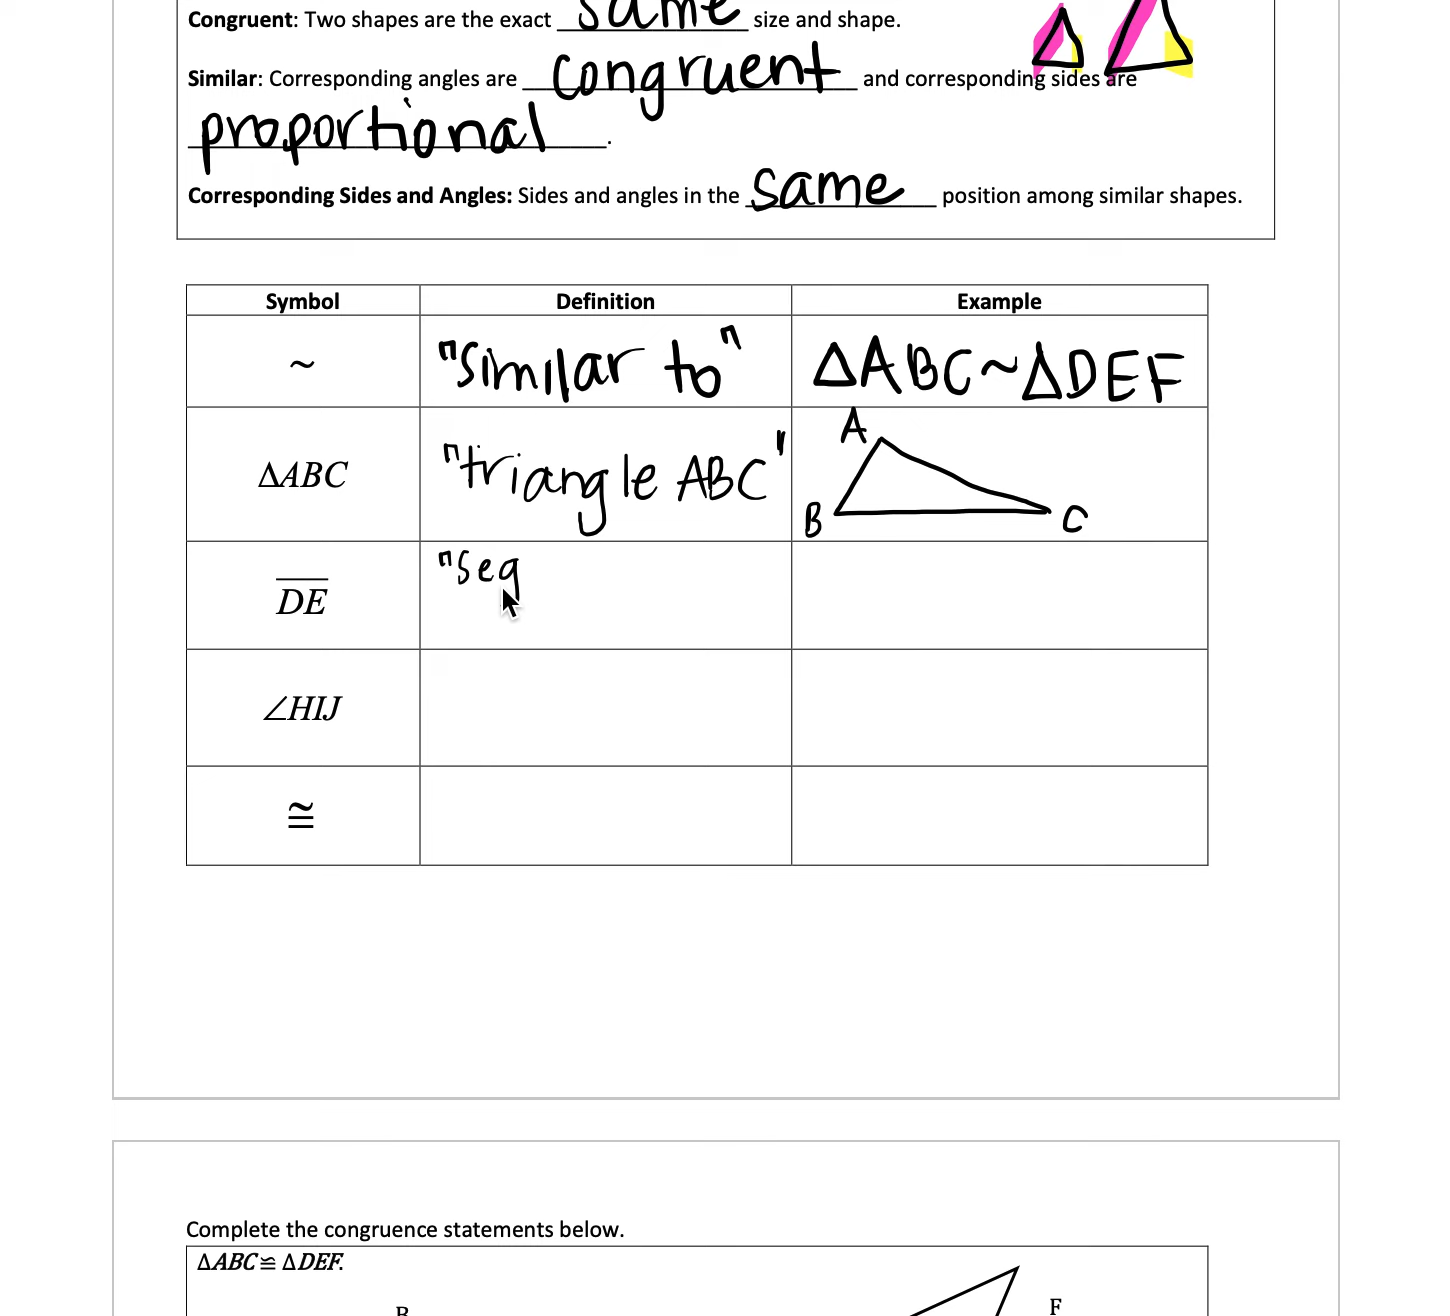 Congruent: Two shapes are the exact same size and shape.
Similar: Corresponding angles are congruent and corresponding sides are
proportional.
Corresponding Sides and Angles: Sides and angles in the same position among similar shapes.
Symbol Definition Example
~ "similar to" ΔABC~ΔDEF
ΔABC "triangle ABC" A B C
DE "seg
∠HIJ
≅
Complete the congruence statements below.
ΔABC≅ΔDEF.
B F